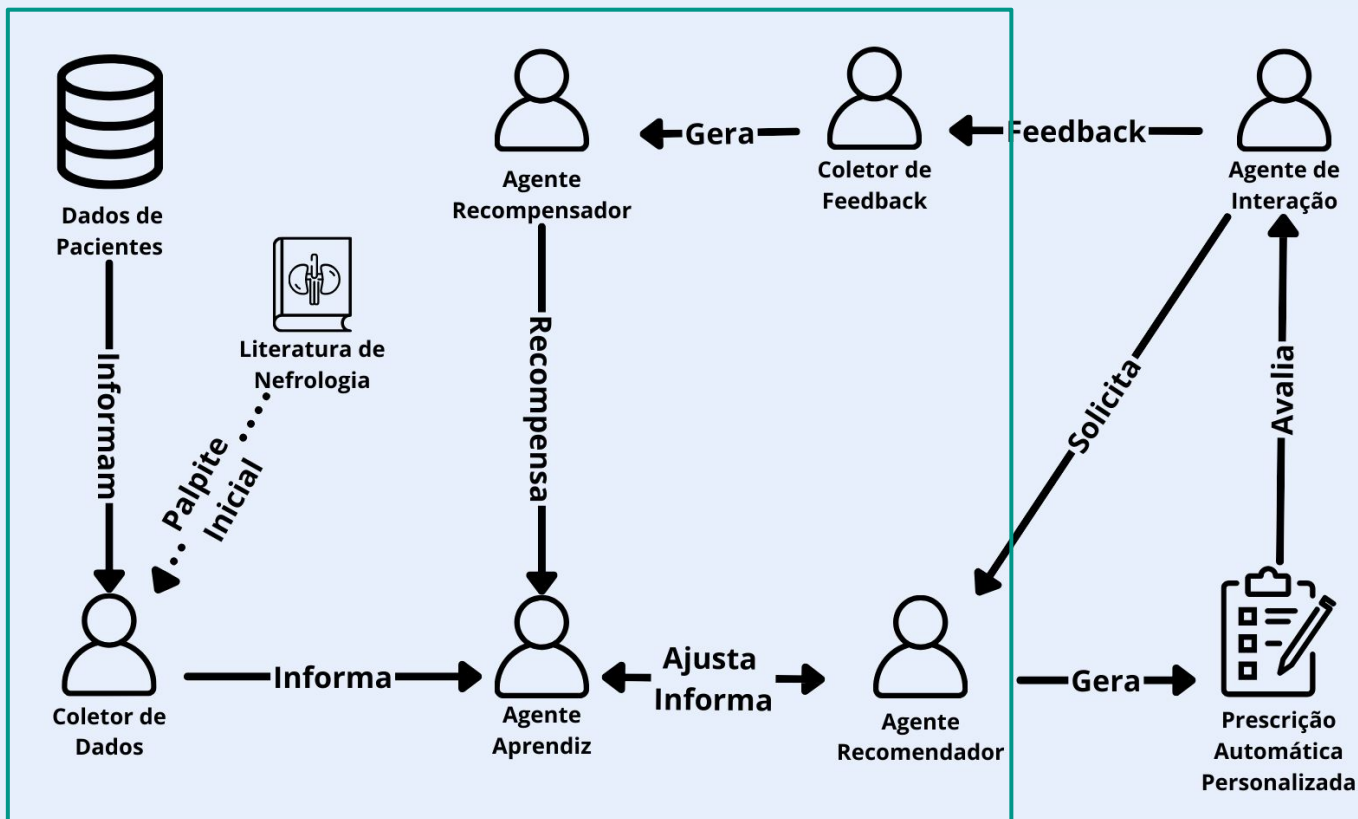 Dados de
Pacientes
Agente
Recompensador
Gera
Coletor de
Feedback
Feedback
Agente de
Interação
Literatura de
Nefrologia
Informam
Palpite
Inicial
Recompensa
Solicita
Avalia
Coletor de
Dados
Informa
Agente
Aprendiz
Ajusta
Informa
Agente
Recomendador
Gera
Prescrição
Automática
Personalizada